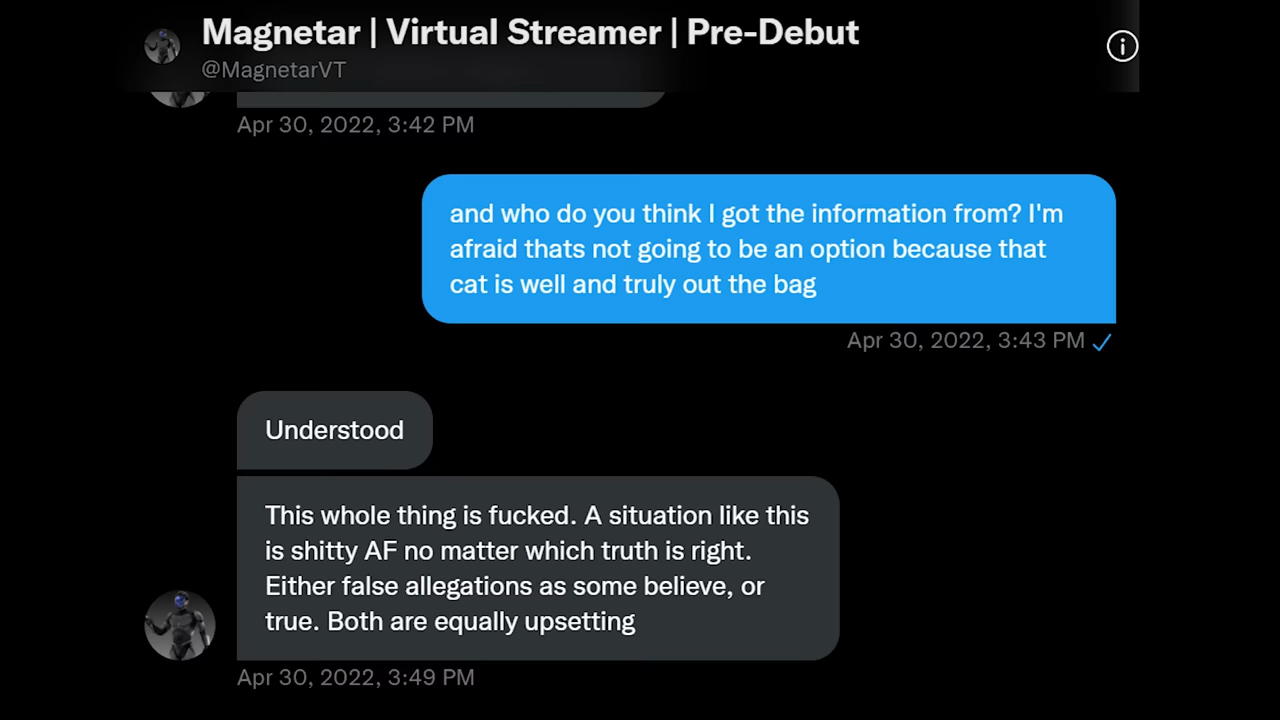 Magnetar | Virtual Streamer | Pre-Debut
@MagnetarVT
Apr 30, 2022, 3:42 PM
and who do you think I got the information from? I'm
afraid thats not going to be an option because that
cat is well and truly out the bag
Apr 30, 2022, 3:43 PM
Understood
This whole thing is fucked. A situation like this
is shitty AF no matter which truth is right.
Either false allegations as some believe, or
true. Both are equally upsetting
Apr 30, 2022, 3:49 PM